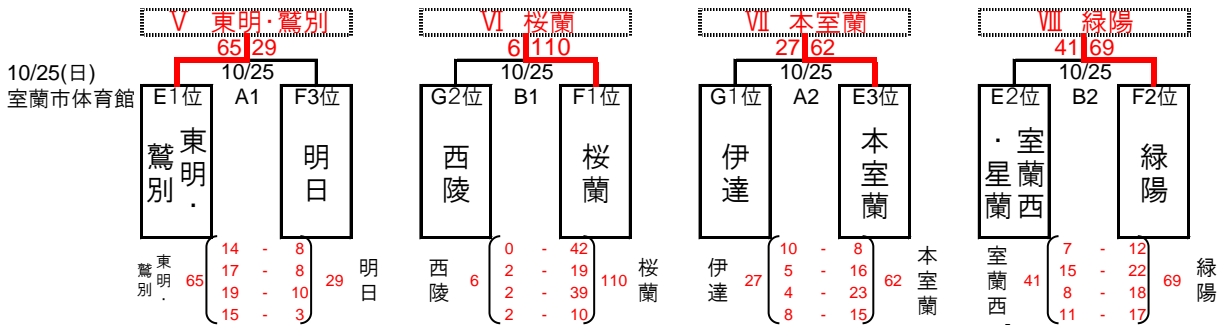 Ⅴ 東明・鷲別
65 29
10/25(日)
室蘭市体育館
10/25
A1
E1位
東明・
鷲別
F3位
明日
東明・
鷲別
65
14 - 8
17 - 8
19 - 10
15 - 3
29
明日
Ⅵ 桜蘭
6 110
10/25
B1
G2位
西陵
F1位
桜蘭
西陵
6
0 - 42
2 - 19
2 - 39
2 - 10
110
桜蘭
Ⅶ 本室蘭
27 62
10/25
A2
G1位
伊達
E3位
本室蘭
伊達
27
10 - 8
5 - 16
4 - 23
8 - 15
62
本室蘭
Ⅷ 緑陽
41 69
10/25
B2
E2位
室蘭西
・星蘭
F2位
緑陽
室蘭西
41
7 - 12
15 - 22
8 - 18
11 - 17
69
緑陽